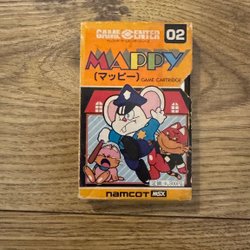 GAME CENTER 02
MAPPY
(マッピー) GAME CARTRIDGE
namcot MSX